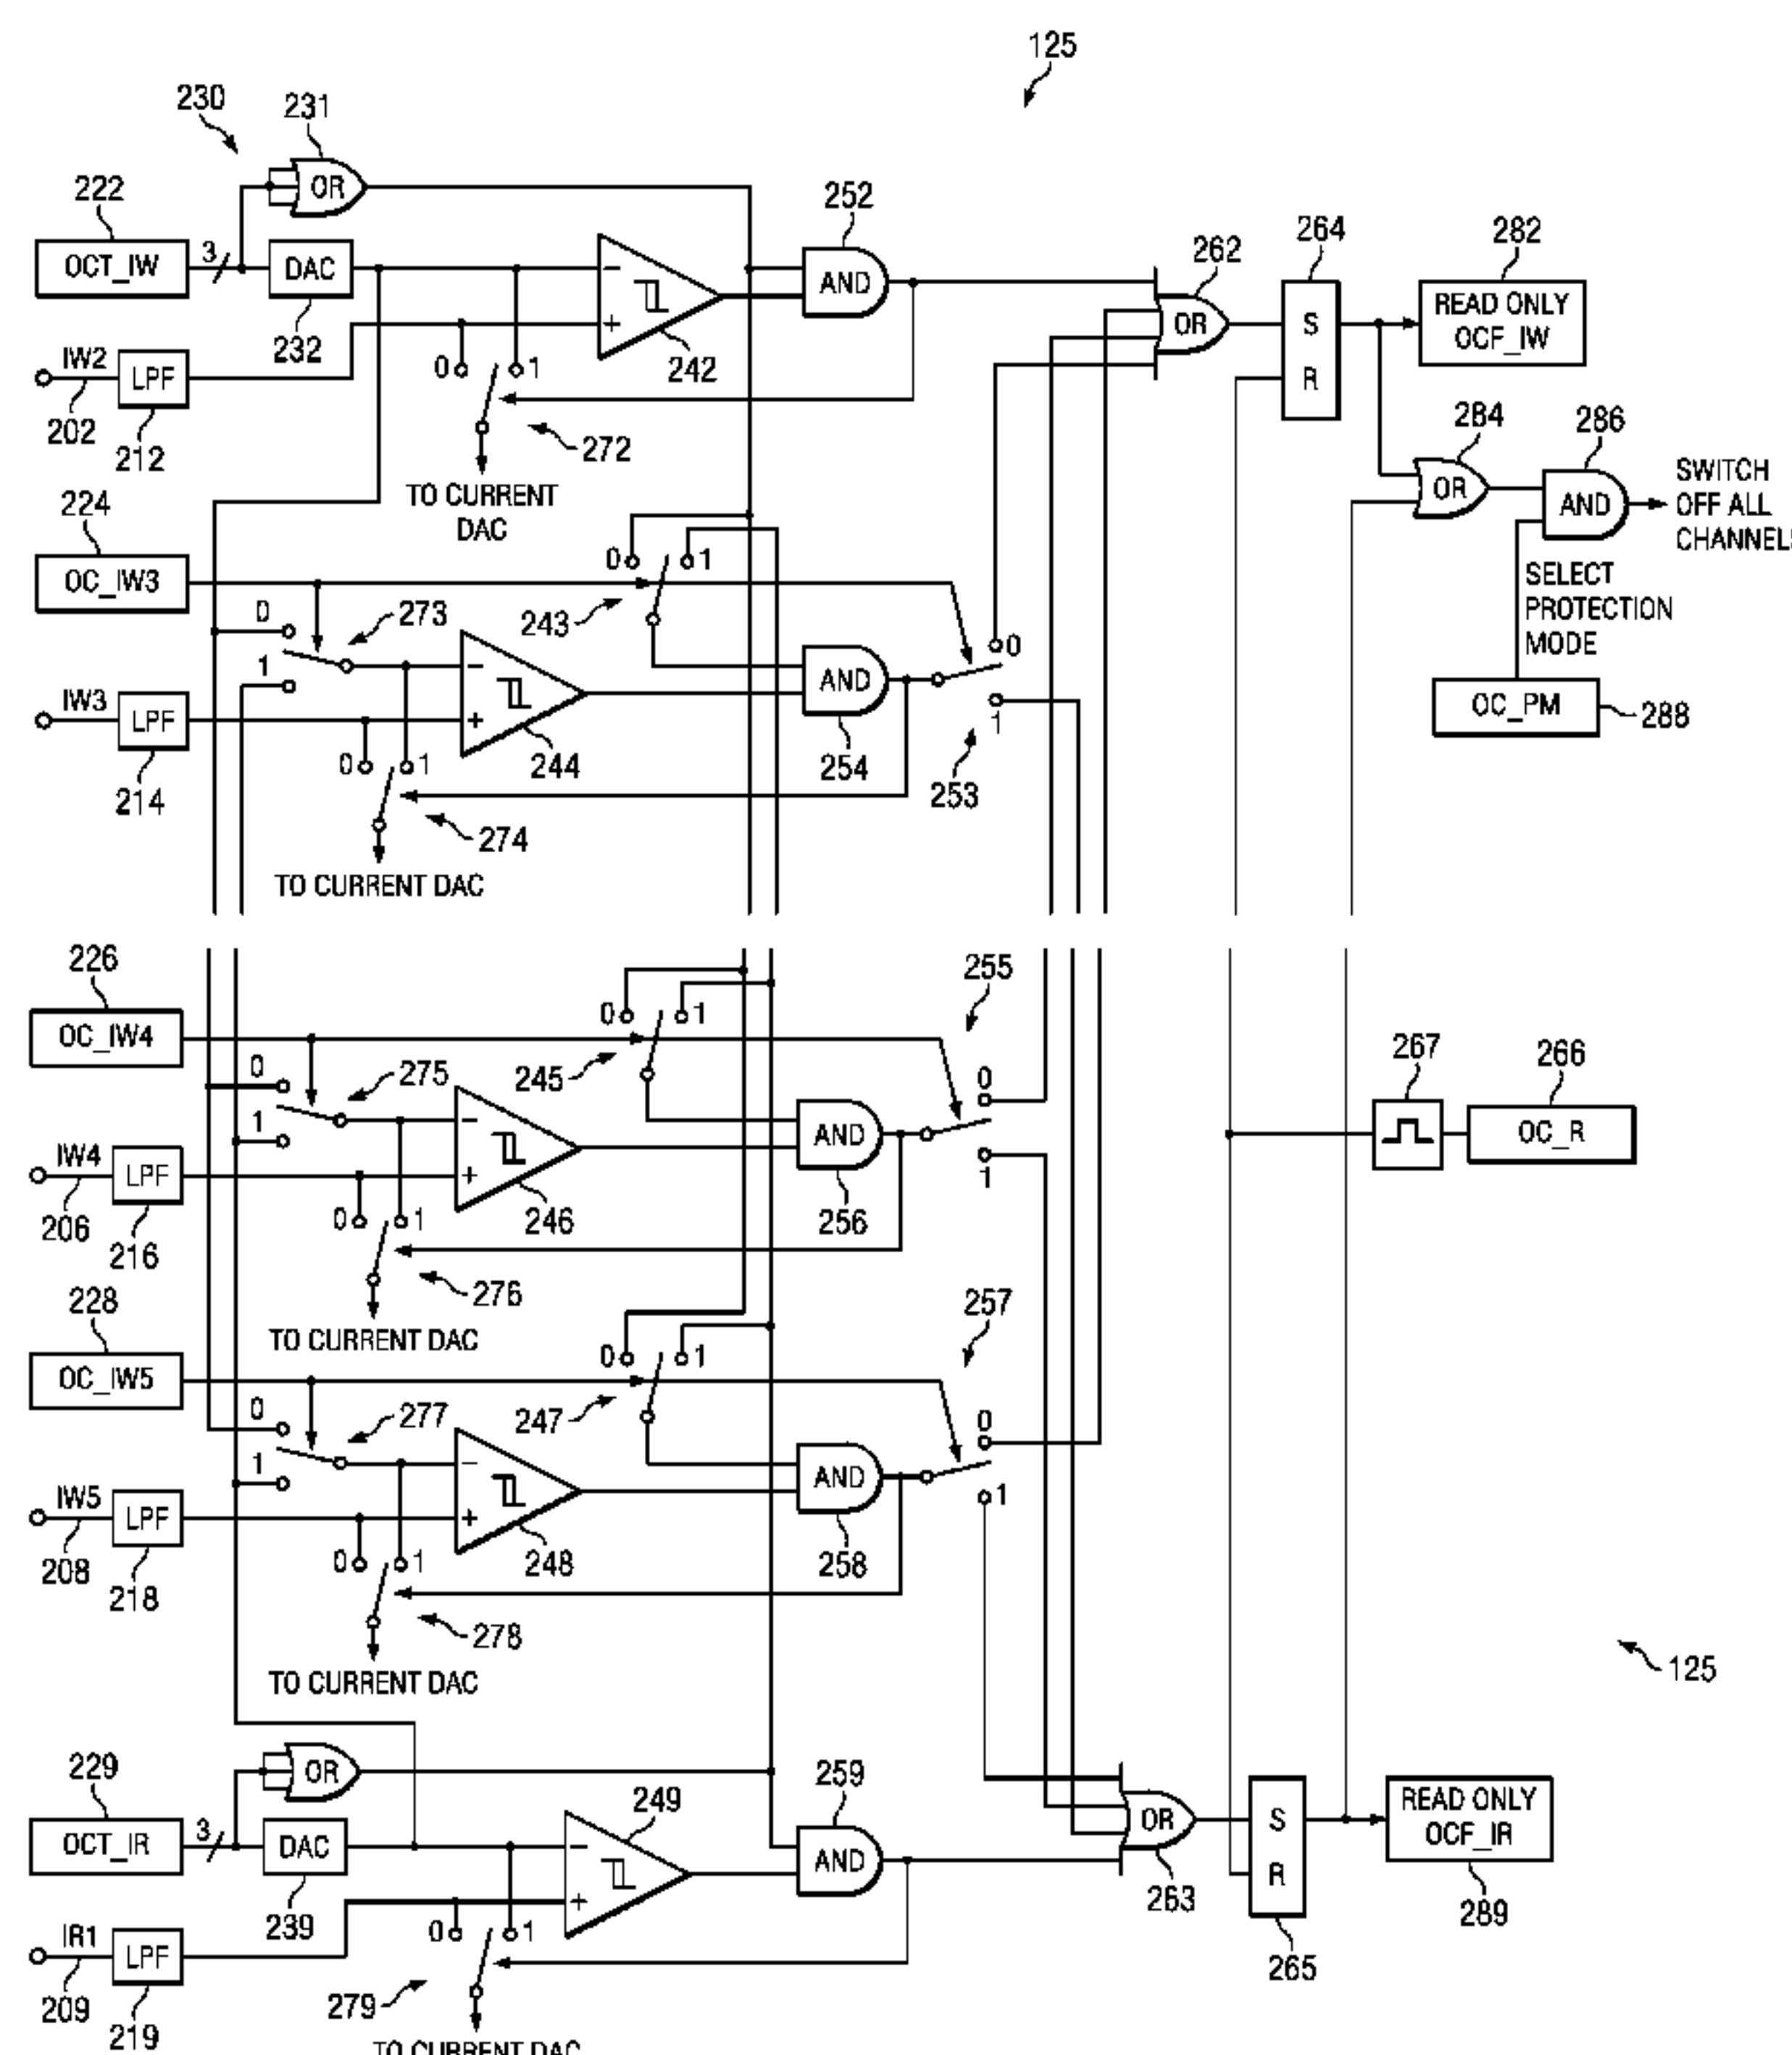 125
230
231
OR
222
OCT_IW
3
DAC
232
IW2
LPF
202
212
242
0
1
272
TO CURRENT
DAC
252
AND
262
OR
264
S
R
282
READ ONLY
OCF_IW
284
OR
286
AND
SWITCH
OFF ALL
CHANNELS
SELECT
PROTECTION
MODE
OC_PM
288
224
OC_IW3
0
1
273
0
1
243
IW3
LPF
214
244
0
1
274
TO CURRENT DAC
AND
254
0
1
253
226
OC_IW4
0
1
275
0
1
245
IW4
LPF
206
216
246
0
1
276
TO CURRENT DAC
AND
256
255
0
1
267
266
OC_R
228
OC_IW5
0
1
277
0
1
247
IW5
LPF
208
218
248
0
1
278
TO CURRENT DAC
AND
258
257
0
1
125
229
OCT_IR
3
OR
DAC
239
IR1
LPF
209
219
249
0
1
279
TO CURRENT DAC
259
AND
OR
263
S
R
265
READ ONLY
OCF_IR
289